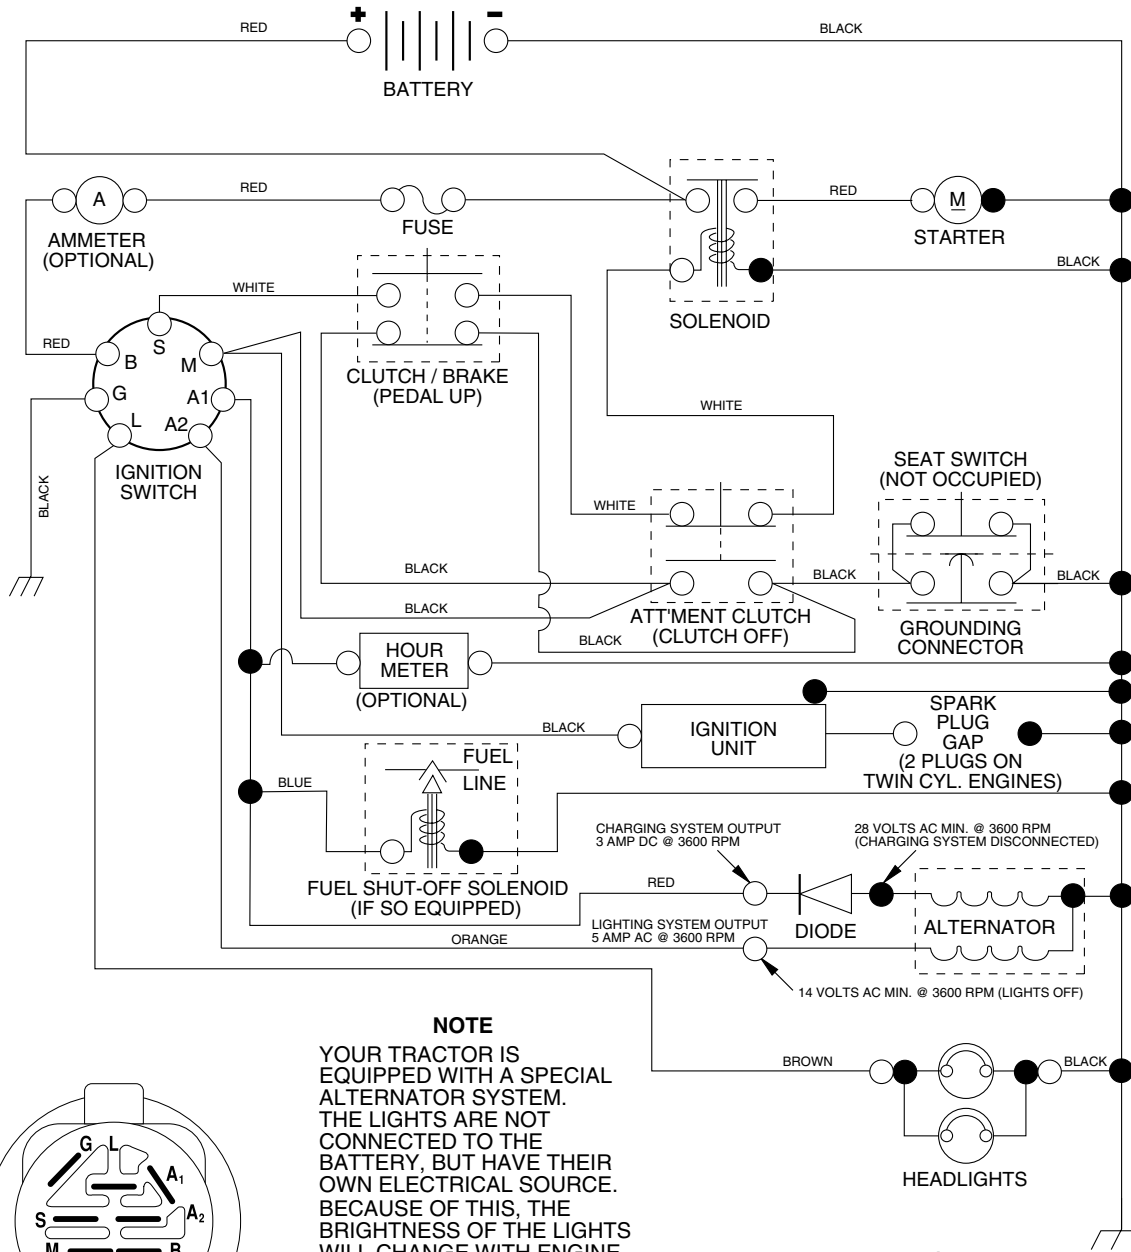 + -
RED
BLACK
BATTERY
RED
RED
A
M
FUSE
AMMETER
(OPTIONAL)
STARTER
BLACK
WHITE
SOLENOID
RED
S
B
M
G
A1
L
A2
CLUTCH / BRAKE
(PEDAL UP)
WHITE
IGNITION
SWITCH
BLACK
SEAT SWITCH
(NOT OCCUPIED)
WHITE
BLACK
BLACK
BLACK
BLACK
ATT'MENT CLUTCH
(CLUTCH OFF)
GROUNDING
CONNECTOR
BLACK
HOUR
METER
(OPTIONAL)
BLACK
IGNITION
UNIT
SPARK
PLUG
GAP
(2 PLUGS ON
TWIN CYL. ENGINES)
FUEL
LINE
BLUE
CHARGING SYSTEM OUTPUT
3 AMP DC @ 3600 RPM
28 VOLTS AC MIN. @ 3600 RPM
(CHARGING SYSTEM DISCONNECTED)
FUEL SHUT-OFF SOLENOID
(IF SO EQUIPPED)
RED
DIODE
ALTERNATOR
LIGHTING SYSTEM OUTPUT
5 AMP AC @ 3600 RPM
ORANGE
14 VOLTS AC MIN. @ 3600 RPM (LIGHTS OFF)
NOTE
YOUR TRACTOR IS
EQUIPPED WITH A SPECIAL
ALTERNATOR SYSTEM.
THE LIGHTS ARE NOT
CONNECTED TO THE
BATTERY, BUT HAVE THEIR
OWN ELECTRICAL SOURCE.
BECAUSE OF THIS, THE
BRIGHTNESS OF THE LIGHTS
WILL CHANGE WITH ENGINE
BROWN
BLACK
HEADLIGHTS
G L
A1
A2
S
M
B